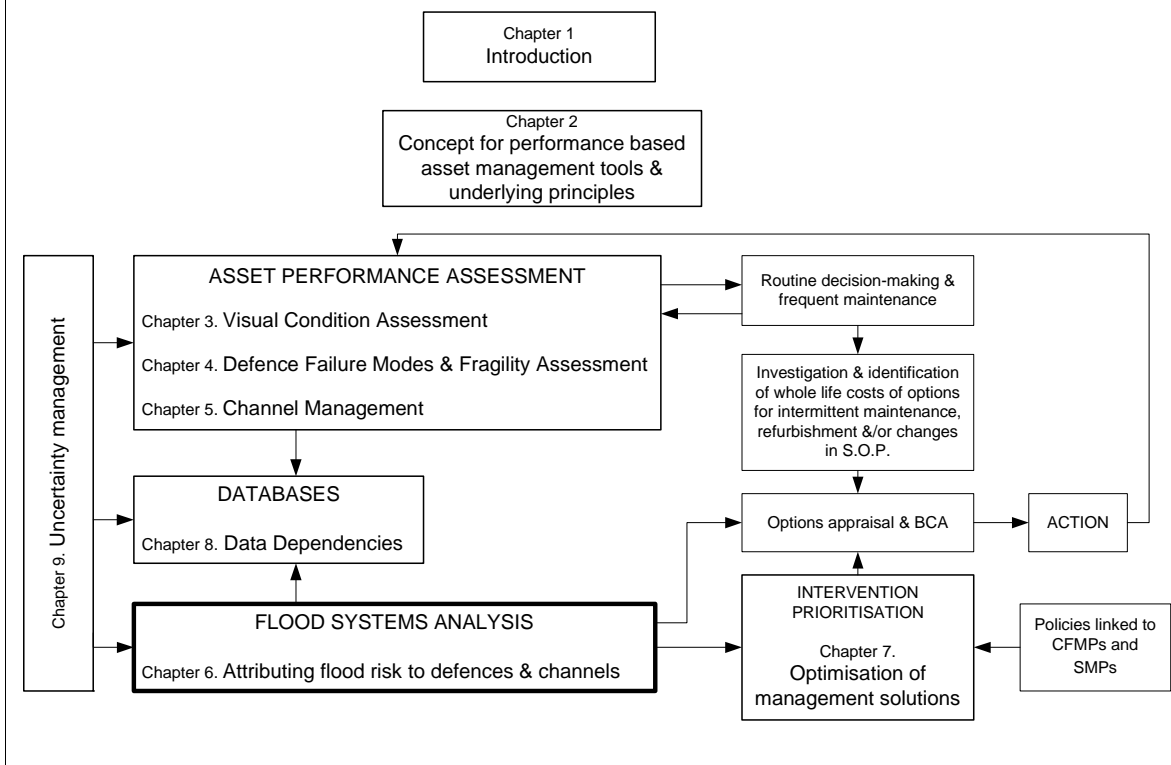 Chapter 1
Introduction
Chapter 2
Concept for performance based
asset management tools &
underlying principles
Chapter 9. Uncertainty management
ASSET PERFORMANCE ASSESSMENT
Chapter 3. Visual Condition Assessment
Chapter 4. Defence Failure Modes & Fragility Assessment
Chapter 5. Channel Management
Routine decision-making &
frequent maintenance
Investigation & identification
of whole life costs of options
for intermittent maintenance,
refurbishment &/or changes
in S.O.P.
DATABASES
Chapter 8. Data Dependencies
Options appraisal & BCA
ACTION
FLOOD SYSTEMS ANALYSIS
Chapter 6. Attributing flood risk to defences & channels
INTERVENTION
PRIORITISATION
Chapter 7.
Optimisation of
management solutions
Policies linked to
CFMPs and
SMPs